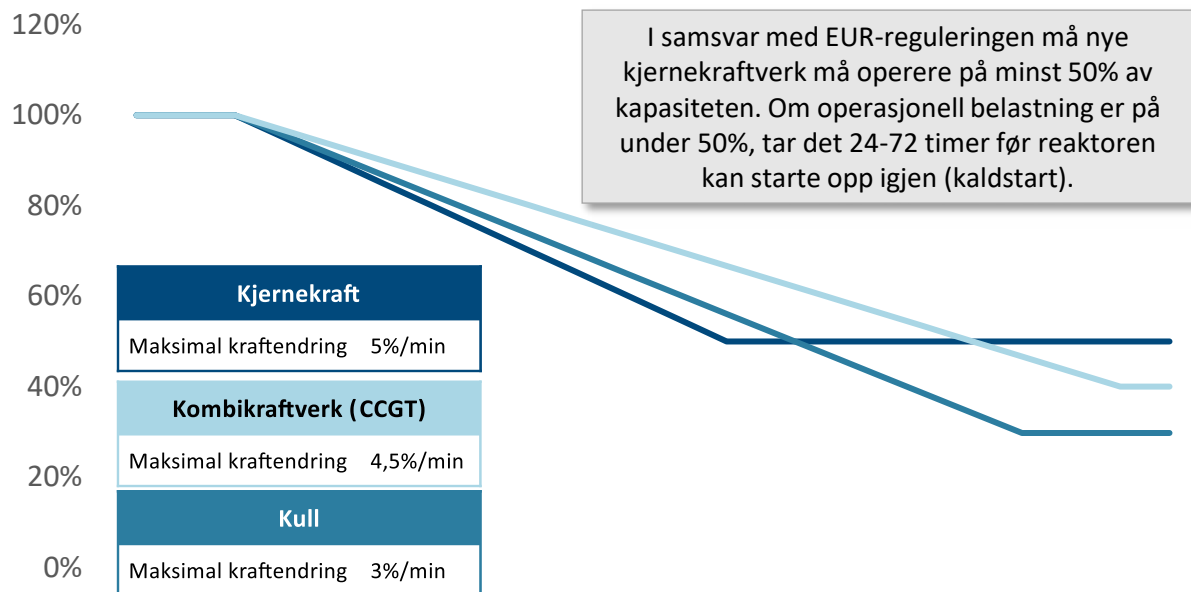 120%
I samsvar med EUR-reguleringen må nye
kjernekraftverk må operere på minst 50% av
kapasiteten. Om operasjonell belastning er på
under 50%, tar det 24-72 timer før reaktoren
kan starte opp igjen (kaldstart).
100%
80%
60%
40%
20%
0%
Kjernekraft
Maksimal kraftendring 5%/min
Kombikraftverk (CCGT)
Maksimal kraftendring 4,5%/min
Kull
Maksimal kraftendring 3%/min